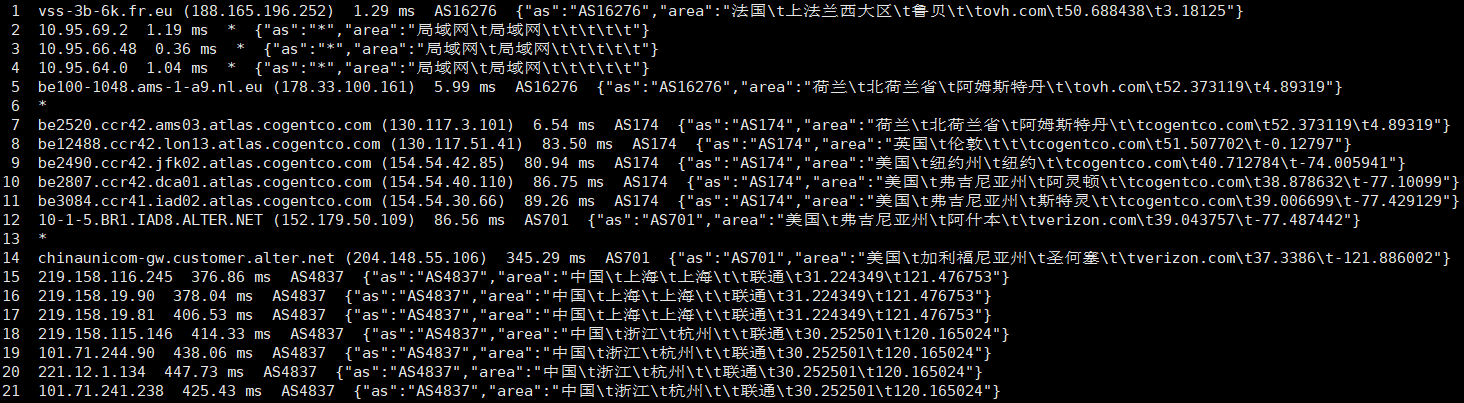 1 vss-3b-6k.fr.eu (188.165.196.252) 1.29 ms AS16276 {"as":"AS16276","area":"法国\t上法兰西大区\t鲁贝\t\tovh.com\t50.688438\t3.18125"}
2 10.95.69.2 1.19 ms * {"as":"*","area":"局域网\t局域网\t\t\t\t\t"}
3 10.95.66.48 0.36 ms * {"as":"*","area":"局域网\t局域网\t\t\t\t\t"}
4 10.95.64.0 1.04 ms * {"as":"*","area":"局域网\t局域网\t\t\t\t\t"}
5 be100-1048.ams-1-a9.nl.eu (178.33.100.161) 5.99 ms AS16276 {"as":"AS16276","area":"荷兰\t北荷兰省\t阿姆斯特丹\t\tovh.com\t52.373119\t4.89319"}
6 *
7 be2520.ccr42.ams03.atlas.cogentco.com (130.117.3.101) 6.54 ms AS174 {"as":"AS174","area":"荷兰\t北荷兰省\t阿姆斯特丹\t\tcogentco.com\t52.373119\t4.89319"}
8 be12488.ccr42.lon13.atlas.cogentco.com (130.117.51.41) 83.50 ms AS174 {"as":"AS174","area":"英国\t伦敦\t\t\tcogentco.com\t51.507702\t-0.12797"}
9 be2490.ccr42.jfk02.atlas.cogentco.com (154.54.42.85) 80.94 ms AS174 {"as":"AS174","area":"美国\t纽约州\t纽约\t\tcogentco.com\t40.712784\t-74.005941"}
10 be2807.ccr42.dca01.atlas.cogentco.com (154.54.40.110) 86.75 ms AS174 {"as":"AS174","area":"美国\t弗吉尼亚州\t阿灵顿\t\tcogentco.com\t38.878632\t-77.10099"}
11 be3084.ccr41.iad02.atlas.cogentco.com (154.54.30.66) 89.26 ms AS174 {"as":"AS174","area":"美国\t弗吉尼亚州\t斯特灵\t\tcogentco.com\t39.006699\t-77.429129"}
12 10-1-5.BR1.IAD8.ALTER.NET (152.179.50.109) 86.56 ms AS701 {"as":"AS701","area":"美国\t弗吉尼亚州\t阿什本\t\tverizon.com\t39.043757\t-77.487442"}
13 *
14 chinaunicom-gw.customer.alter.net (204.148.55.106) 345.29 ms AS701 {"as":"AS701","area":"美国\t加利福尼亚州\t圣何塞\t\tverizon.com\t37.3386\t-121.886002"}
15 219.158.116.245 376.86 ms AS4837 {"as":"AS4837","area":"中国\t上海\t上海\t\t联通\t31.224349\t121.476753"}
16 219.158.19.90 378.04 ms AS4837 {"as":"AS4837","area":"中国\t上海\t上海\t\t联通\t31.224349\t121.476753"}
17 219.158.19.81 406.53 ms AS4837 {"as":"AS4837","area":"中国\t上海\t上海\t\t联通\t31.224349\t121.476753"}
18 219.158.115.146 414.33 ms AS4837 {"as":"AS4837","area":"中国\t浙江\t杭州\t\t联通\t30.252501\t120.165024"}
19 101.71.244.90 438.06 ms AS4837 {"as":"AS4837","area":"中国\t浙江\t杭州\t\t联通\t30.252501\t120.165024"}
20 221.12.1.134 447.73 ms AS4837 {"as":"AS4837","area":"中国\t浙江\t杭州\t\t联通\t30.252501\t120.165024"}
21 101.71.241.238 425.43 ms AS4837 {"as":"AS4837","area":"中国\t浙江\t杭州\t\t联通\t30.252501\t120.165024"}